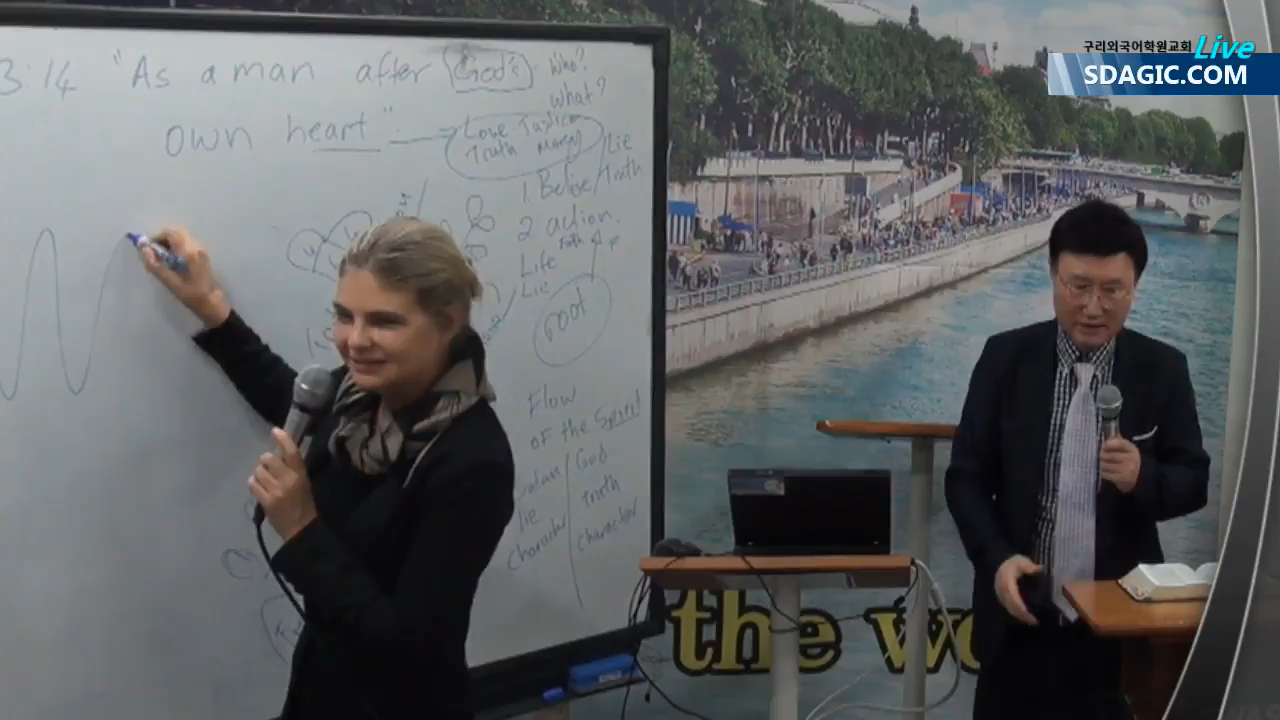 구리외국어학원교회 Live
SDAGIC.COM
3:14 "As a man after God's
own heart"
Who?
What?
Love Justice
Truth Mercy
Lie
1. Before/Truth
2 action.
Life
Lie
root
Flow
of the Spirit
Satan God
lie Truth
character character
the wo